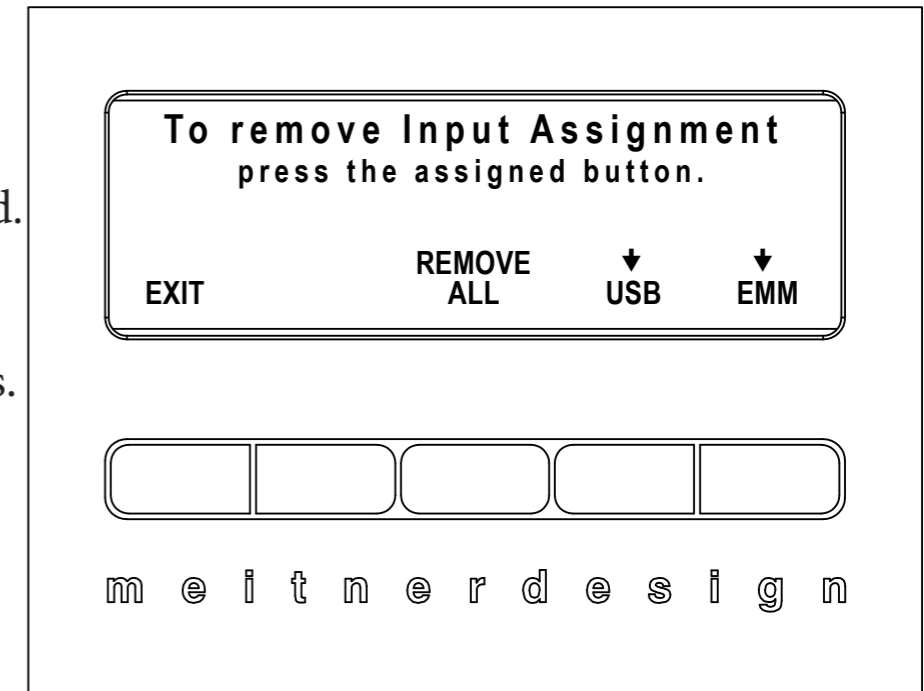 To remove Input Assignment
press the assigned button.
d.
REMOVE
EXIT ALL USB EMM
s.
meitnerdesign